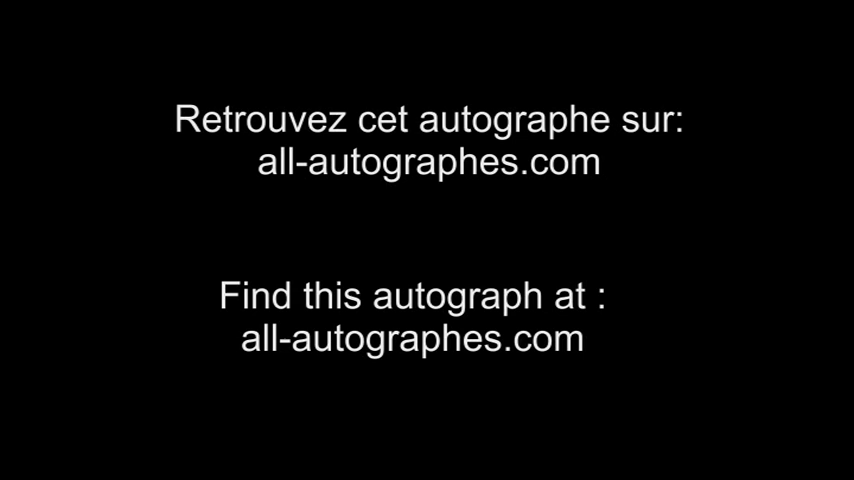 Retrouvez cet autographe sur:
all-autographes.com
Find this autograph at :
all-autographes.com